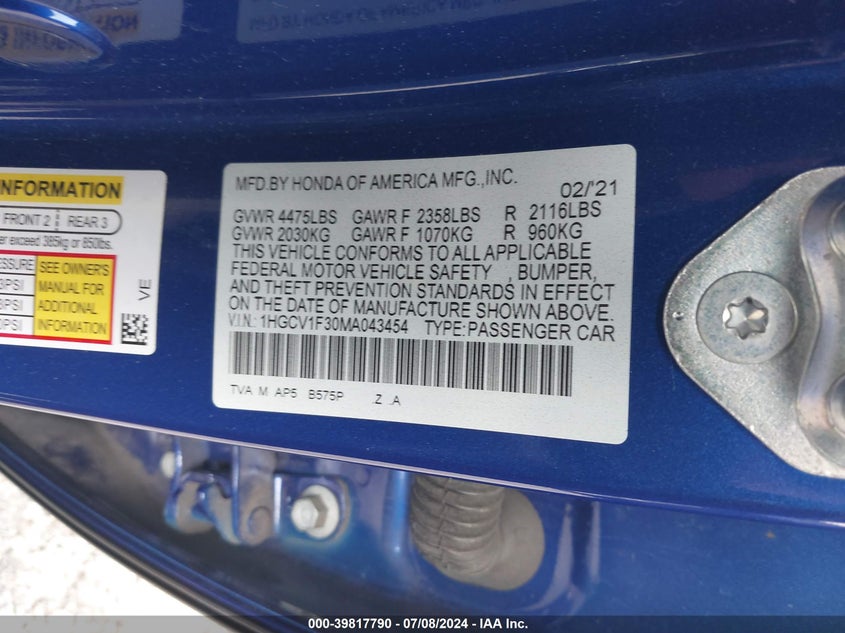 INFORMATION
FRONT 2 REAR 3
exceed 385kg or 850lbs.
SEE OWNER'S
MANUAL FOR
ADDITIONAL
INFORMATION
VE
MFD.BY HONDA OF AMERICA MFG.,INC.
02/'21
GVWR 4475LBS GAWR F 2358LBS R 2116LBS
GVWR 2030KG GAWR F 1070KG R 960KG
THIS VEHICLE CONFORMS TO ALL APPLICABLE
FEDERAL MOTOR VEHICLE SAFETY , BUMPER,
AND THEFT PREVENTION STANDARDS IN EFFECT
ON THE DATE OF MANUFACTURE SHOWN ABOVE.
V.I.N.: 1HGCV1F30MA043454 TYPE:PASSENGER CAR
TVA M AP5 B575P .Z .A
000-39817790 - 07/08/2024 - IAA Inc.